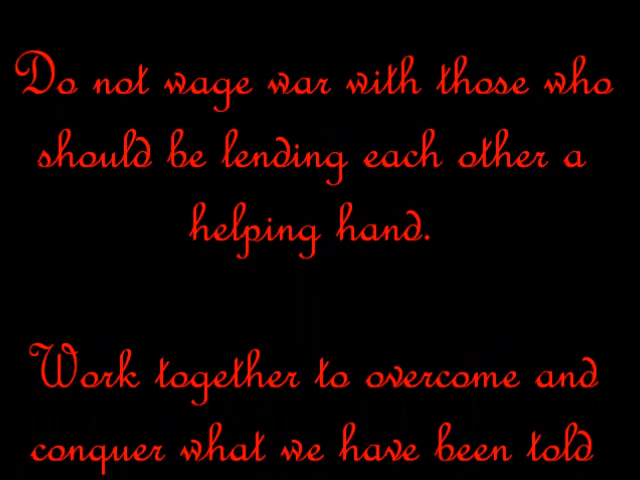 Do not wage war with those who
should be lending each other a
helping hand.
Work together to overcome and
conquer what we have been told